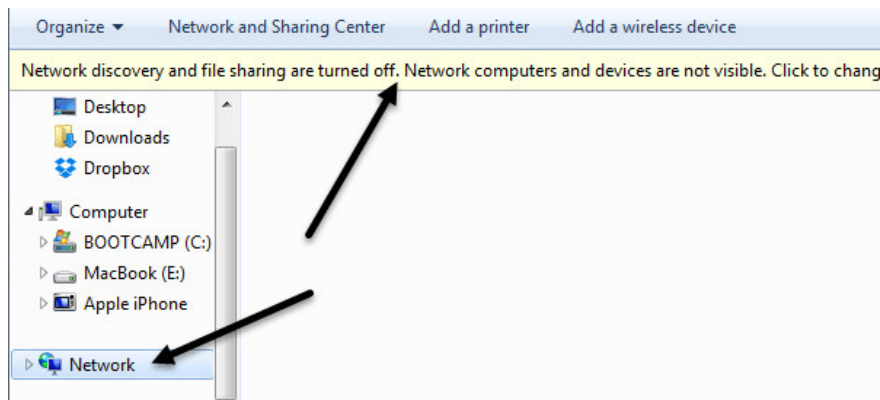 Organize Network and Sharing Center Add a printer Add a wireless device
Network discovery and file sharing are turned off. Network computers and devices are not visible. Click to chang
Desktop
Downloads
Dropbox
Computer
BOOTCAMP (C:)
MacBook (E:)
Apple iPhone
Network